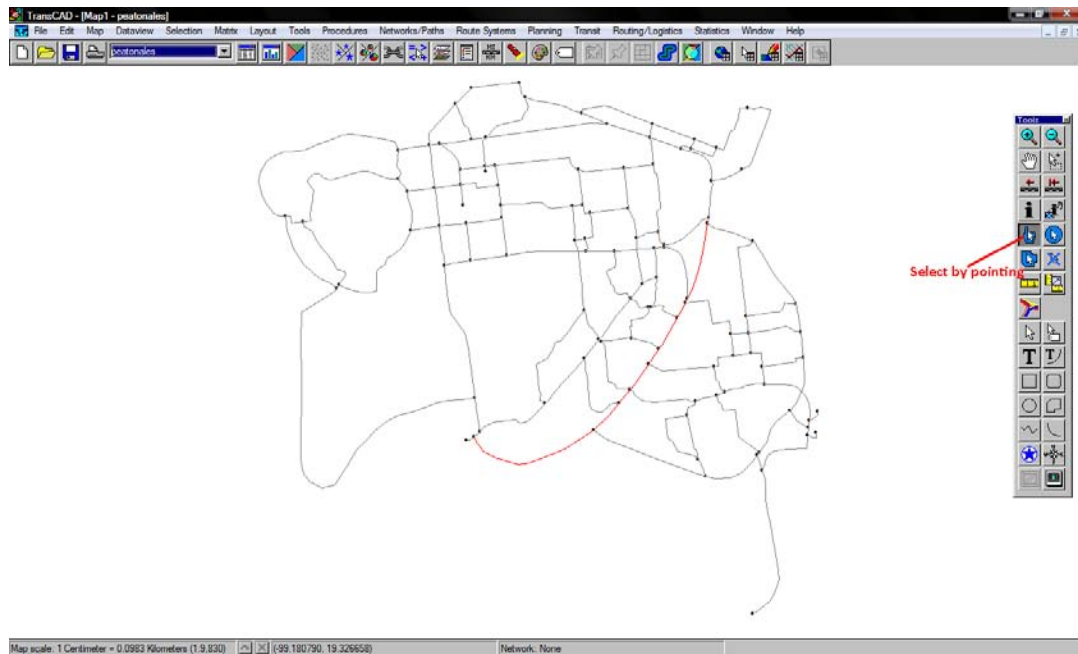 TransCAD - [Map1 - peatonales]
File Edit Map Dataview Selection Matrix Layout Tools Procedures Networks/Paths Route Systems Planning Transit Routing/Logistics Statistics Window Help
peatonales
Tools
Select by pointing
Map scale: 1 Centimeter = 0.0983 Kilometers (1:9,830) (-99.180790, 19.326658) Network: None